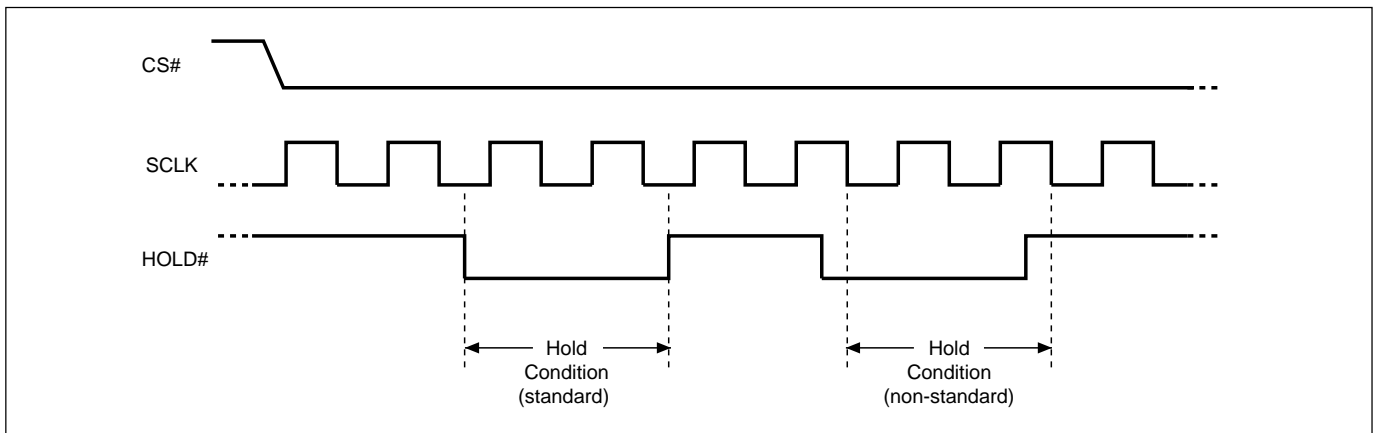 CS#
SCLK
HOLD#
Hold
Condition
(standard)
Hold
Condition
(non-standard)